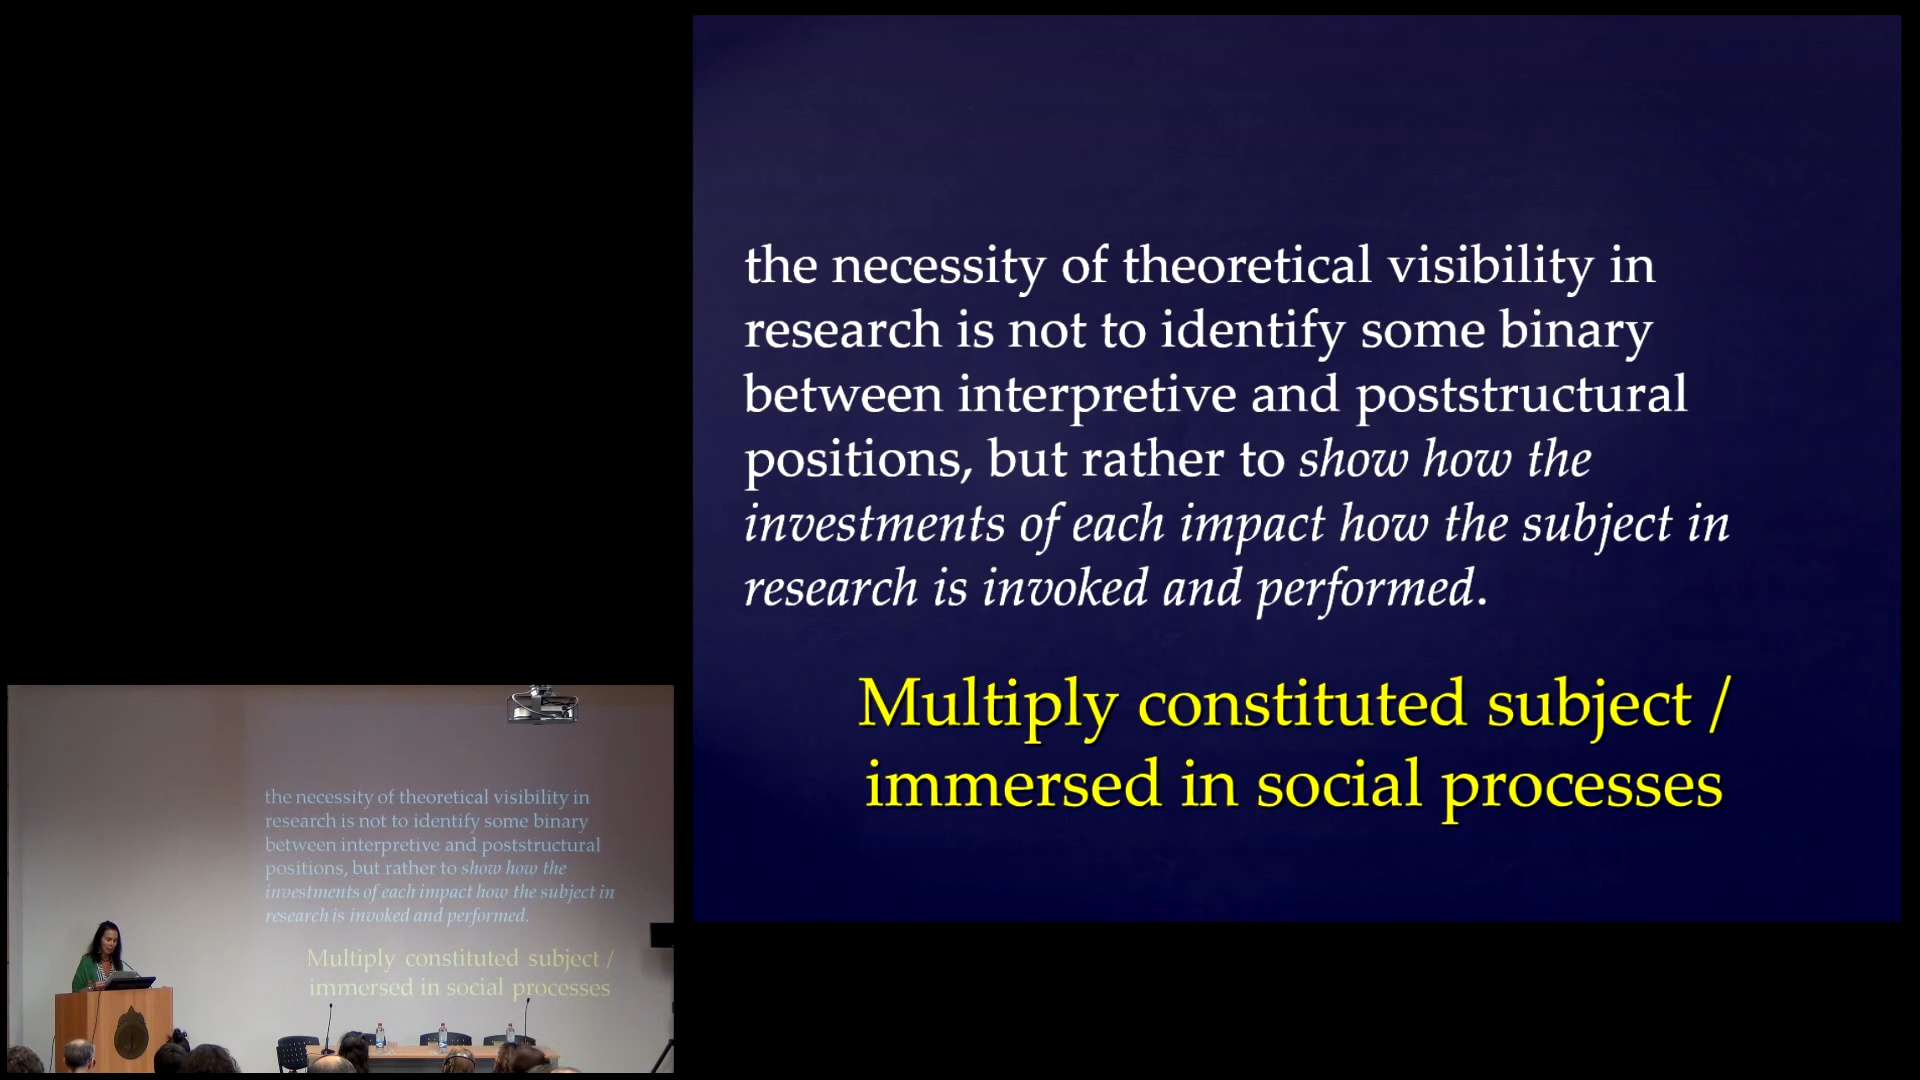 the necessity of theoretical visibility in
research is not to identify some binary
between interpretive and poststructural
positions, but rather to show how the
investments of each impact how the subject in
research is invoked and performed.
Multiply constituted subject /
immersed in social processes
the necessity of theoretical visibility in
research is not to identify some binary
between interpretive and poststructural
positions, but rather to show how the
investments of each impact how the subject in
research is invoked and performed.
Multiply constituted subject /
immersed in social processes